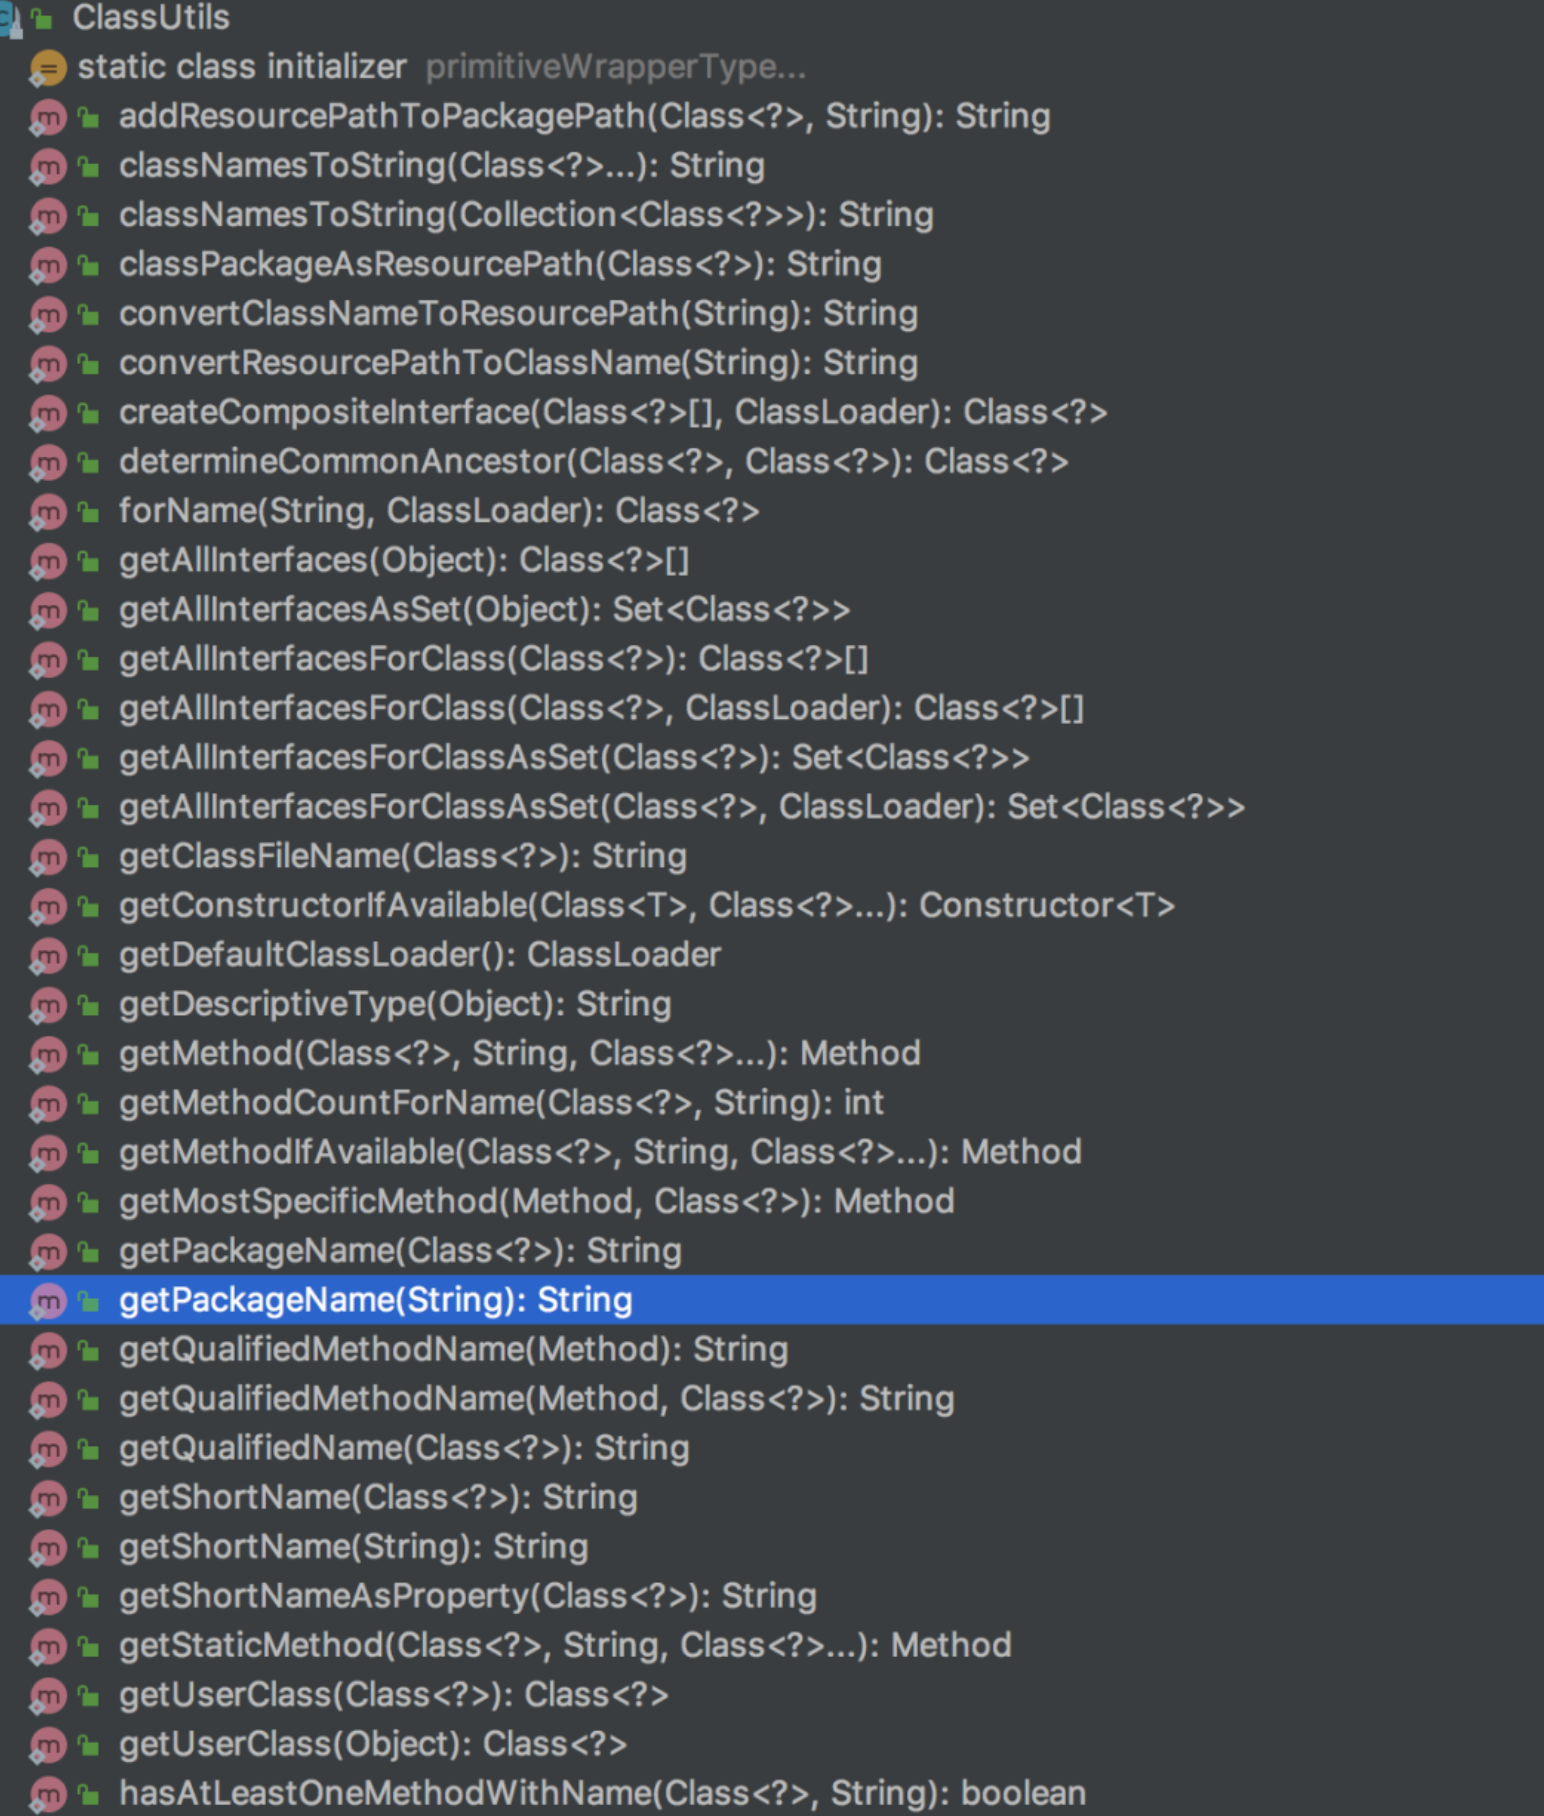 ClassUtils
static class initializer primitiveWrapperType...
addResourcePathToPackagePath(Class<?>, String): String
classNamesToString(Class<?>...): String
classNamesToString(Collection<Class<?>>): String
classPackageAsResourcePath(Class<?>): String
convertClassNameToResourcePath(String): String
convertResourcePathToClassName(String): String
createCompositeInterface(Class<?>[], ClassLoader): Class<?>
determineCommonAncestor(Class<?>, Class<?>): Class<?>
forName(String, ClassLoader): Class<?>
getAllInterfaces(Object): Class<?>[]
getAllInterfacesAsSet(Object): Set<Class<?>>
getAllInterfacesForClass(Class<?>): Class<?>[]
getAllInterfacesForClass(Class<?>, ClassLoader): Class<?>[]
getAllInterfacesForClassAsSet(Class<?>): Set<Class<?>>
getAllInterfacesForClassAsSet(Class<?>, ClassLoader): Set<Class<?>>
getClassFileName(Class<?>): String
getConstructorIfAvailable(Class<T>, Class<?>...): Constructor<T>
getDefaultClassLoader(): ClassLoader
getDescriptiveType(Object): String
getMethod(Class<?>, String, Class<?>...): Method
getMethodCountForName(Class<?>, String): int
getMethodIfAvailable(Class<?>, String, Class<?>...): Method
getMostSpecificMethod(Method, Class<?>): Method
getPackageName(Class<?>): String
getPackageName(String): String
getQualifiedMethodName(Method): String
getQualifiedMethodName(Method, Class<?>): String
getQualifiedName(Class<?>): String
getShortName(Class<?>): String
getShortName(String): String
getShortNameAsProperty(Class<?>): String
getStaticMethod(Class<?>, String, Class<?>...): Method
getUserClass(Class<?>): Class<?>
getUserClass(Object): Class<?>
hasAtLeastOneMethodWithName(Class<?>, String): boolean